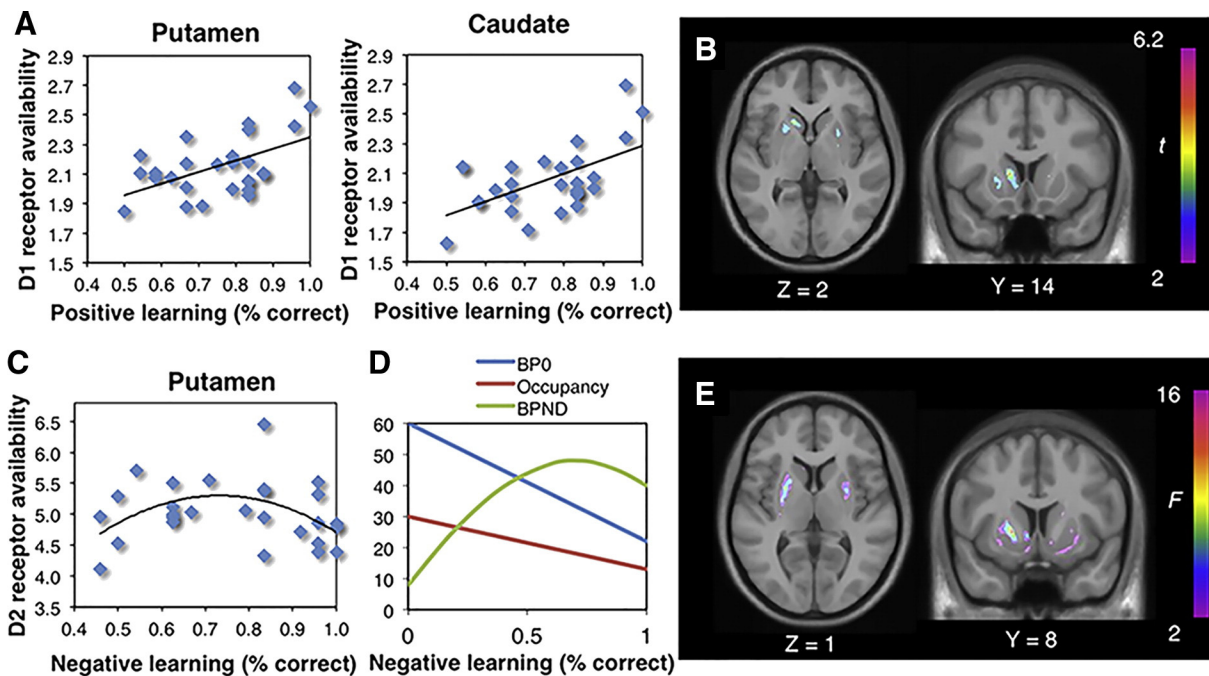 A
Putamen
D1 receptor availability
2.9
2.7
2.5
2.3
2.1
1.9
1.7
1.5
0.4 0.5 0.6 0.7 0.8 0.9 1.0
Positive learning (% correct)
Caudate
D1 receptor availability
2.9
2.7
2.5
2.3
2.1
1.9
1.7
1.5
0.4 0.5 0.6 0.7 0.8 0.9 1.0
Positive learning (% correct)
B
6.2
t
2
Z = 2
Y = 14
C
Putamen
D2 receptor availability
6.5
6.0
5.5
5.0
4.5
4.0
3.5
0.4 0.5 0.6 0.7 0.8 0.9 1.0
Negative learning (% correct)
D
BP0
Occupancy
BPND
60
50
40
30
20
10
0
0 0.5 1
Negative learning (% correct)
E
16
F
2
Z = 1
Y = 8